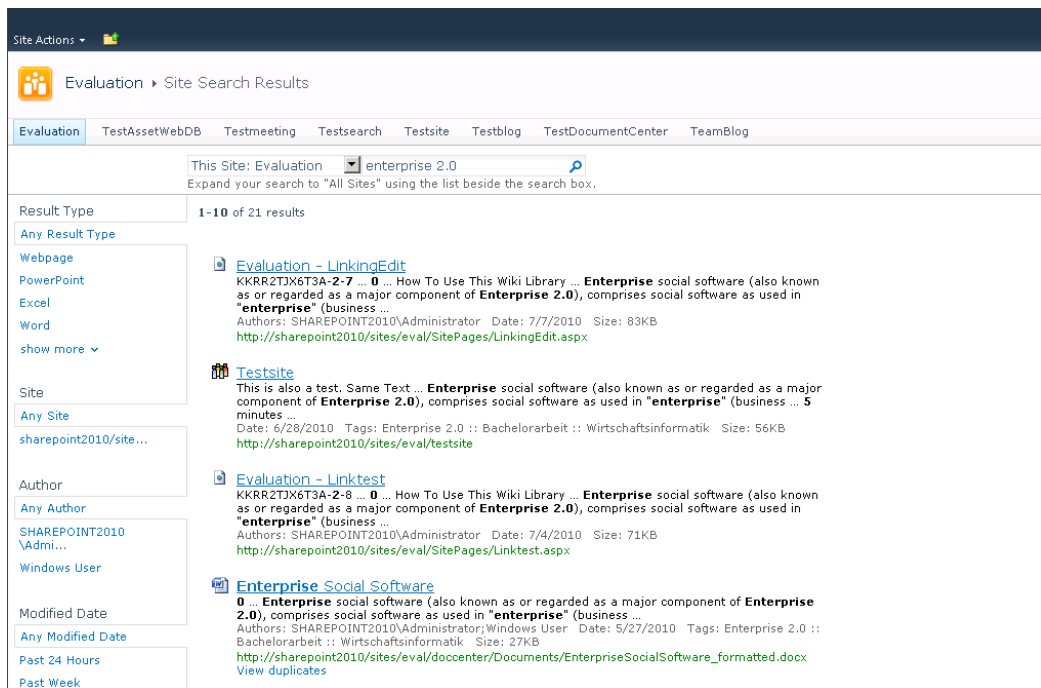 Site Actions
Evaluation ▸ Site Search Results
Evaluation TestAssetWebDB Testmeeting Testsearch Testsite Testblog TestDocumentCenter TeamBlog
This Site: Evaluation enterprise 2.0
Expand your search to "All Sites" using the list beside the search box.
Result Type
Any Result Type
Webpage
PowerPoint
Excel
Word
show more
Site
Any Site
sharepoint2010/site...
Author
Any Author
SHAREPOINT2010
\Admi...
Windows User
Modified Date
Any Modified Date
Past 24 Hours
Past Week
1-10 of 21 results
Evaluation - LinkingEdit
KKRR2TJX6T3A-2-7 ... 0 ... How To Use This Wiki Library ... Enterprise social software (also known
as or regarded as a major component of Enterprise 2.0), comprises social software as used in
"enterprise" (business ...
Authors: SHAREPOINT2010\Administrator Date: 7/7/2010 Size: 83KB
http://sharepoint2010/sites/eval/SitePages/LinkingEdit.aspx
Testsite
This is also a test. Same Text ... Enterprise social software (also known as or regarded as a major
component of Enterprise 2.0), comprises social software as used in "enterprise" (business ... 5
minutes ...
Date: 6/28/2010 Tags: Enterprise 2.0 :: Bachelorarbeit :: Wirtschaftsinformatik Size: 56KB
http://sharepoint2010/sites/eval/testsite
Evaluation - Linktest
KKRR2TJX6T3A-2-8 ... 0 ... How To Use This Wiki Library ... Enterprise social software (also known
as or regarded as a major component of Enterprise 2.0), comprises social software as used in
"enterprise" (business ...
Authors: SHAREPOINT2010\Administrator Date: 7/4/2010 Size: 71KB
http://sharepoint2010/sites/eval/SitePages/Linktest.aspx
Enterprise Social Software
0 ... Enterprise social software (also known as or regarded as a major component of Enterprise
2.0), comprises social software as used in "enterprise" (business ...
Authors: SHAREPOINT2010\Administrator;Windows User Date: 5/27/2010 Tags: Enterprise 2.0 ::
Bachelorarbeit :: Wirtschaftsinformatik Size: 27KB
http://sharepoint2010/sites/eval/doccenter/Documents/EnterpriseSocialSoftware_formatted.docx
View duplicates